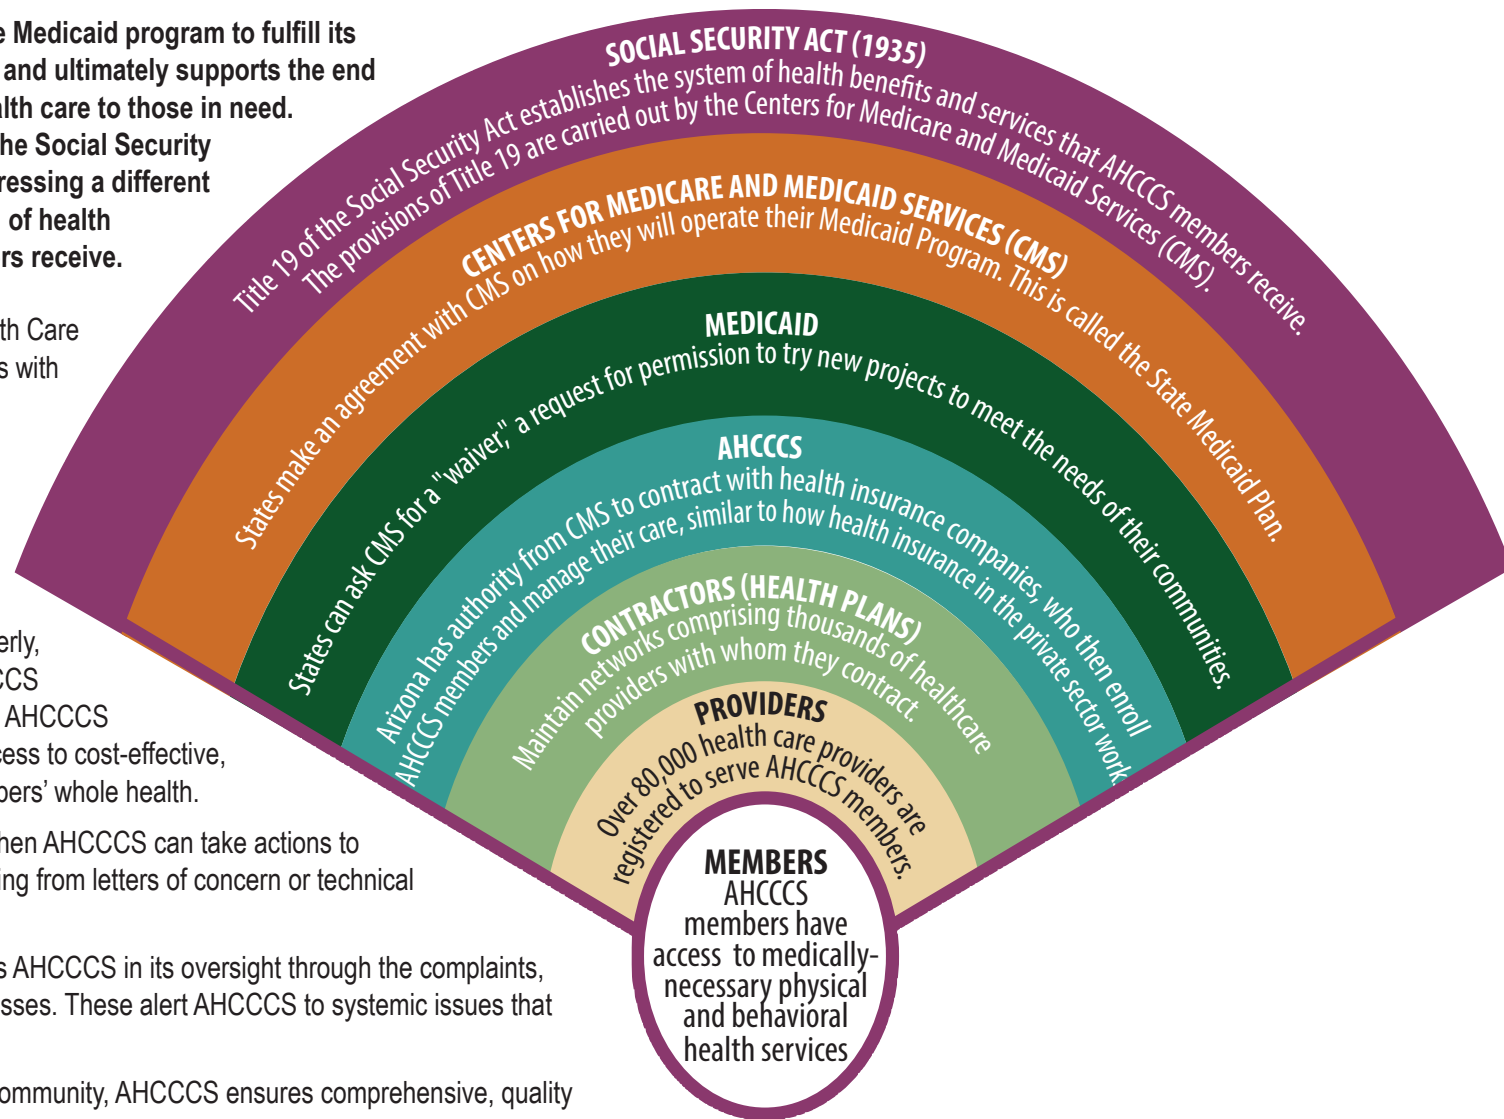 e Medicaid program to fulfill its
and ultimately supports the end
alth care to those in need.
he Social Security
ressing a different
of health
rs receive.
th Care
s with
erly,
CCS
AHCCCS
cess to cost-effective,
bers’ whole health.
hen AHCCCS can take actions to
ing from letters of concern or technical
s AHCCCS in its oversight through the complaints,
sses. These alert AHCCCS to systemic issues that
ommunity, AHCCCS ensures comprehensive, quality
SOCIAL SECURITY ACT (1935)
Title 19 of the Social Security Act establishes the system of health benefits and services that AHCCCS members receive.
The provisions of Title 19 are carried out by the Centers for Medicare and Medicaid Services (CMS).
CENTERS FOR MEDICARE AND MEDICAID SERVICES (CMS)
States make an agreement with CMS on how they will operate their Medicaid Program. This is called the State Medicaid Plan.
MEDICAID
States can ask CMS for a "waiver," a request for permission to try new projects to meet the needs of their communities.
AHCCCS
Arizona has authority from CMS to contract with health insurance companies, who then enroll
AHCCCS members and manage their care, similar to how health insurance in the private sector work.
CONTRACTORS (HEALTH PLANS)
Maintain networks comprising thousands of healthcare
providers with whom they contract.
PROVIDERS
Over 80,000 health care providers are
registered to serve AHCCCS members.
MEMBERS
AHCCCS
members have
access to medically-
necessary physical
and behavioral
health services